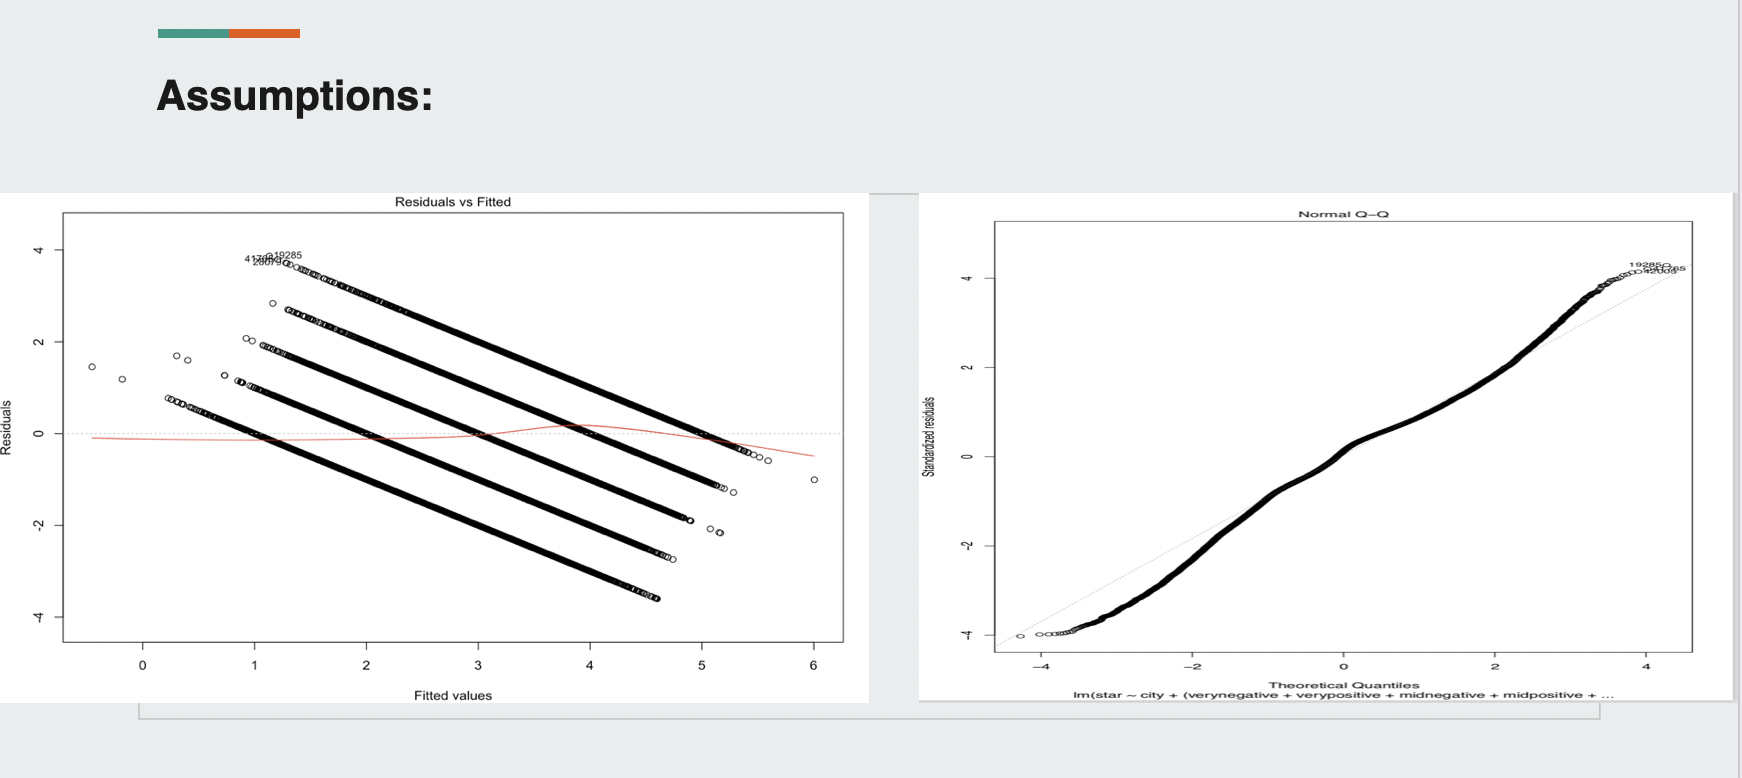 Assumptions:
Residuals vs Fitted
19285
Residuals
4
2
0
-2
-4
0 1 2 3 4 5 6
Fitted values
Normal Q–Q
19285
Standardized residuals
4
2
0
−2
−4
−4 −2 0 2 4
Theoretical Quantiles
lm(star ~ city + (verynegative + verypositive + midnegative + midpositive + ...